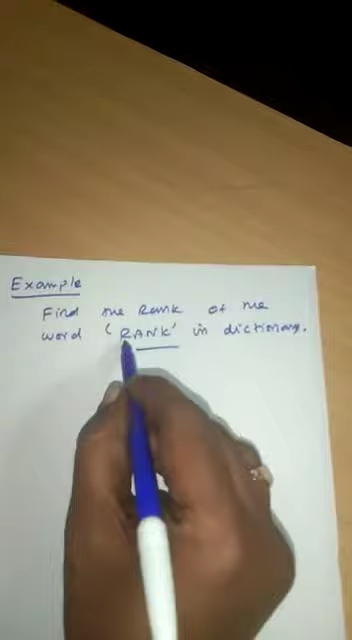 Example
Find the Rank of the
word 'RANK' in dictionary.